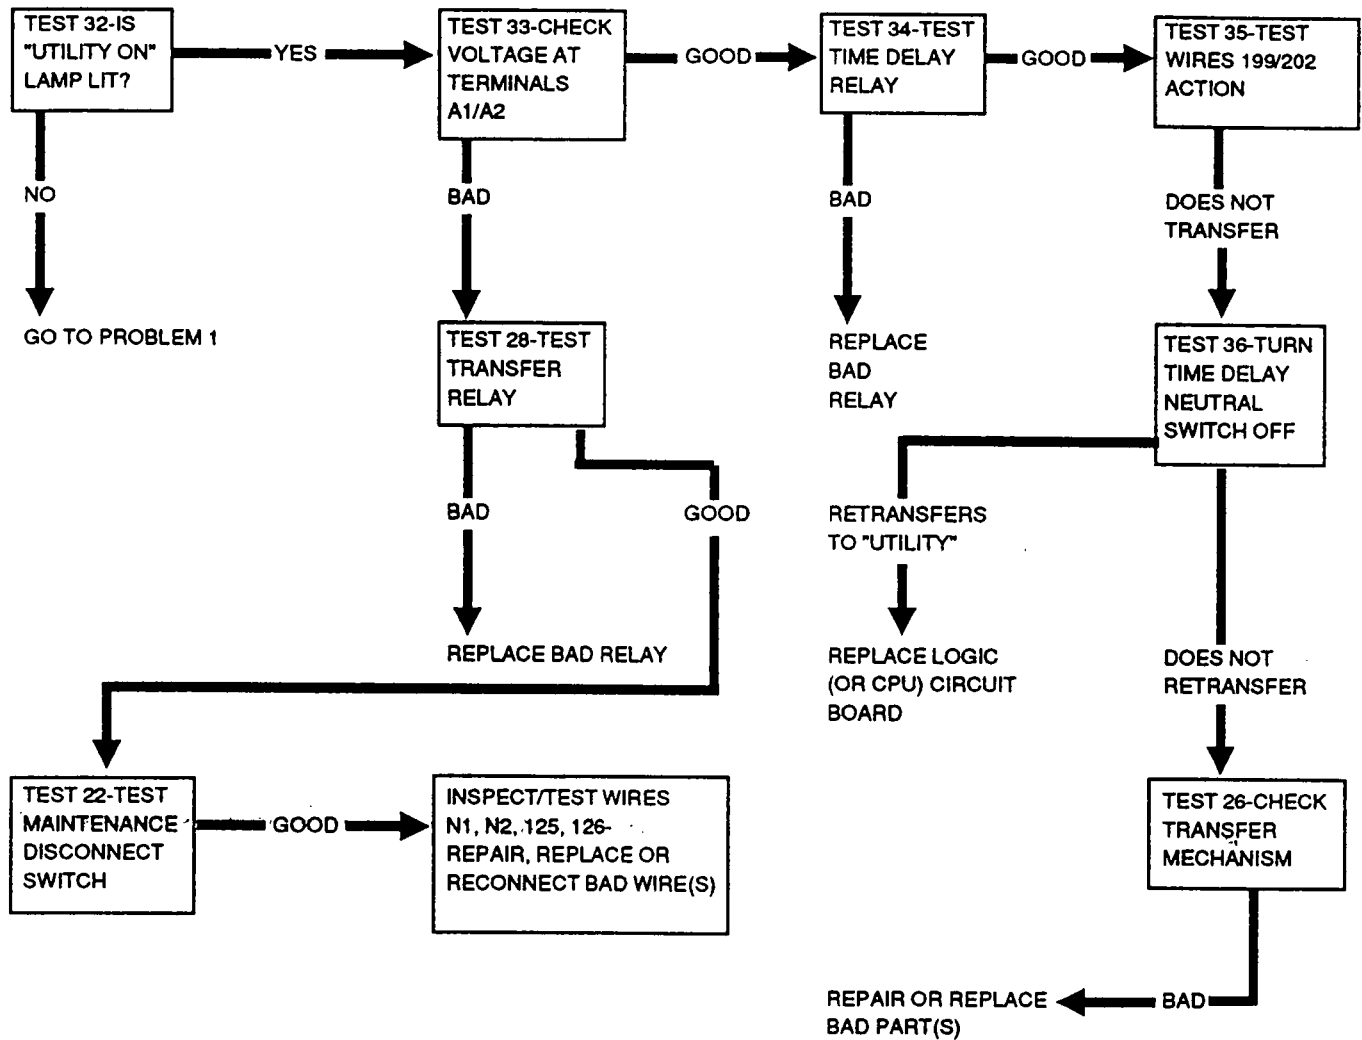 TEST 32-IS
"UTILITY ON"
LAMP LIT?
YES
TEST 33-CHECK
VOLTAGE AT
TERMINALS
A1/A2
GOOD
TEST 34-TEST
TIME DELAY
RELAY
GOOD
TEST 35-TEST
WIRES 199/202
ACTION
NO
GO TO PROBLEM 1
BAD
BAD
REPLACE
BAD
RELAY
DOES NOT
TRANSFER
TEST 28-TEST
TRANSFER
RELAY
TEST 36-TURN
TIME DELAY
NEUTRAL
SWITCH OFF
BAD
REPLACE BAD RELAY
GOOD
RETRANSFERS
TO "UTILITY"
REPLACE LOGIC
(OR CPU) CIRCUIT
BOARD
DOES NOT
RETRANSFER
TEST 22-TEST
MAINTENANCE
DISCONNECT
SWITCH
GOOD
INSPECT/TEST WIRES
N1, N2, 125, 126-
REPAIR, REPLACE OR
RECONNECT BAD WIRE(S)
TEST 26-CHECK
TRANSFER
MECHANISM
BAD
REPAIR OR REPLACE
BAD PART(S)